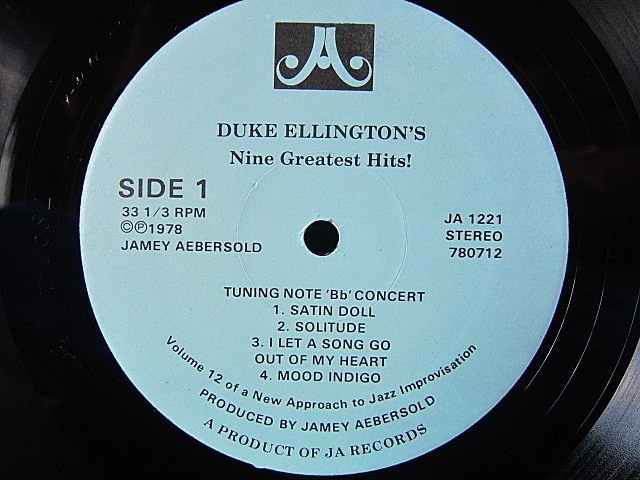 JA
DUKE ELLINGTON'S
Nine Greatest Hits!
SIDE 1
33 1/3 RPM
©℗1978
JAMEY AEBERSOLD
JA 1221
STEREO
780712
TUNING NOTE 'Bb' CONCERT
1. SATIN DOLL
2. SOLITUDE
3. I LET A SONG GO
OUT OF MY HEART
4. MOOD INDIGO
Volume 12 of a New Approach to Jazz Improvisation
PRODUCED BY JAMEY AEBERSOLD
A PRODUCT OF JA RECORDS